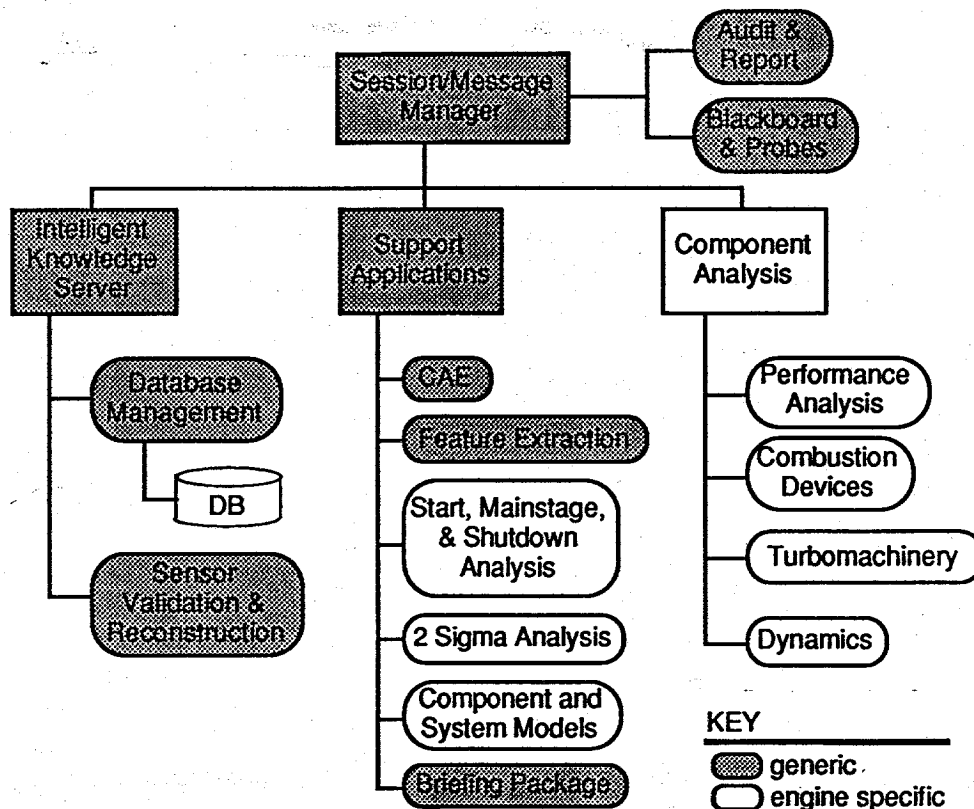 Audit &
Report
Session/Message
Manager
Blackboard
& Probes
Intelligent
Knowledge
Server
Support
Applications
Component
Analysis
Database
Management
DB
Sensor
Validation &
Reconstruction
CAE
Feature Extraction
Start, Mainstage,
& Shutdown
Analysis
2 Sigma Analysis
Component and
System Models
Briefing Package
Performance
Analysis
Combustion
Devices
Turbomachinery
Dynamics
KEY
generic
engine specific